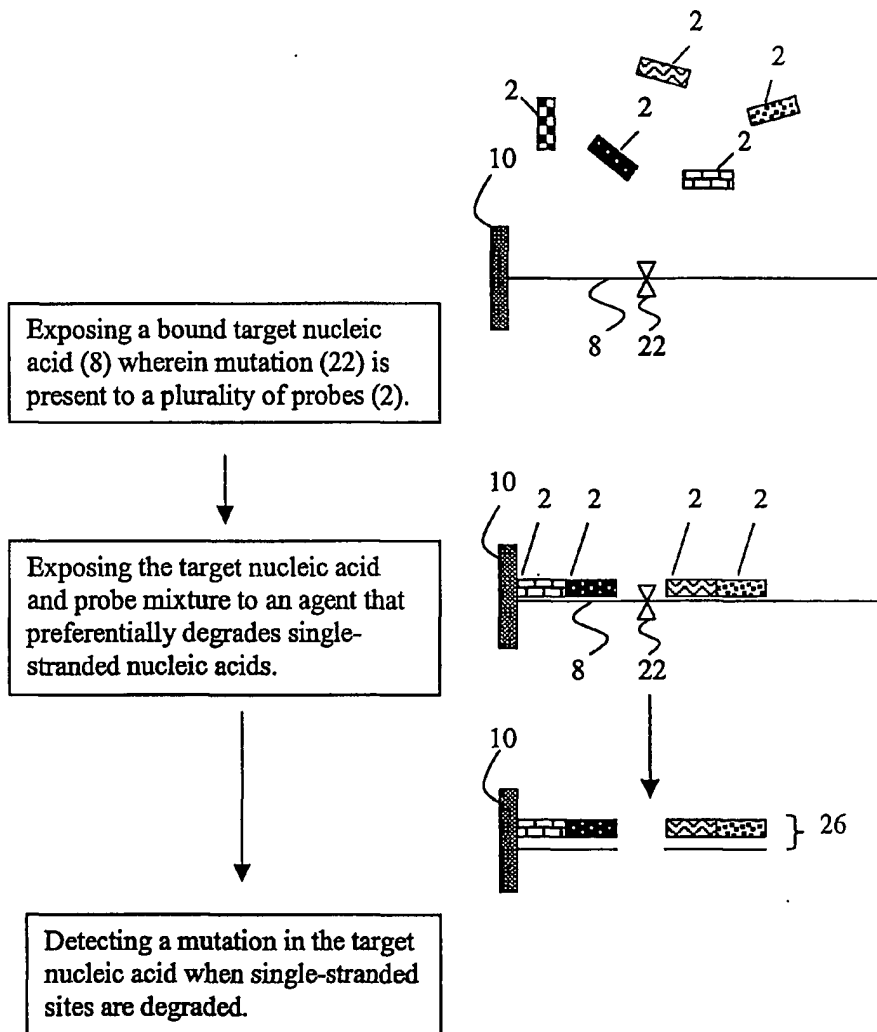 2
2
2
2
2
10
8
22
Exposing a bound target nucleic
acid (8) wherein mutation (22) is
present to a plurality of probes (2).
10
2
2
2
2
Exposing the target nucleic acid
and probe mixture to an agent that
preferentially degrades single-
stranded nucleic acids.
8
22
10
26
Detecting a mutation in the target
nucleic acid when single-stranded
sites are degraded.